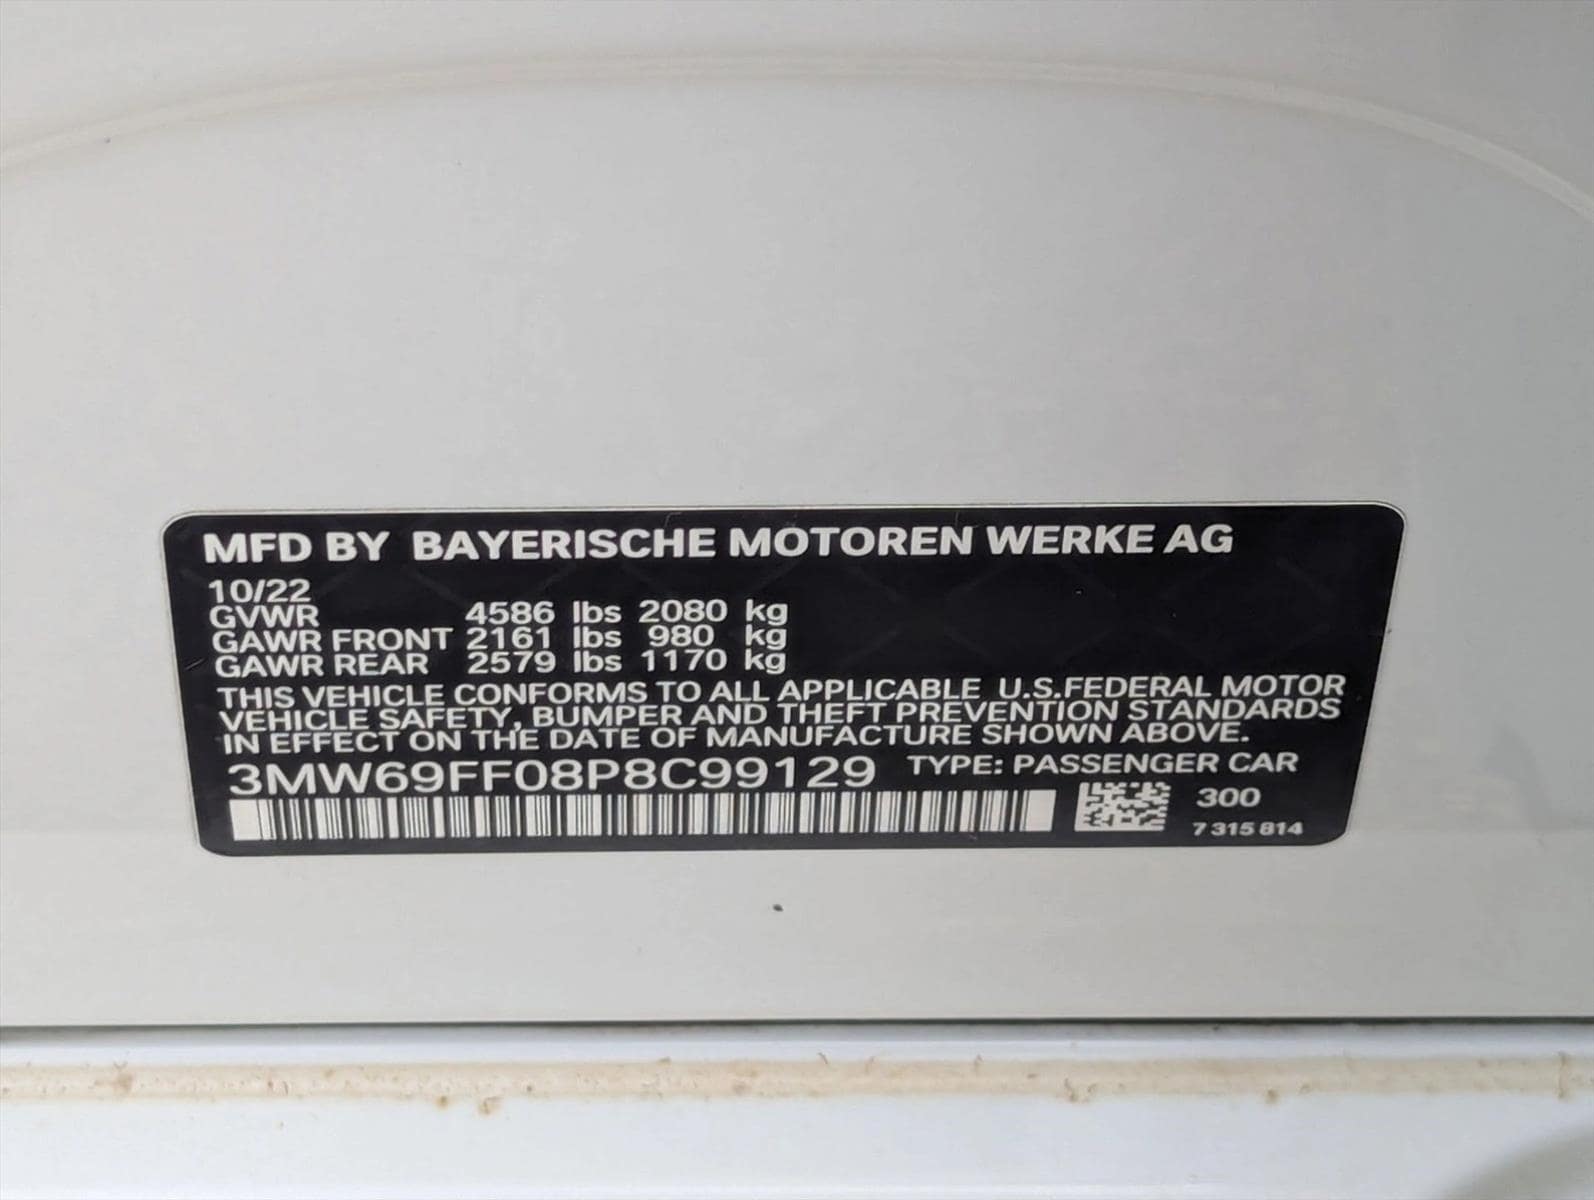 MFD BY BAYERISCHE MOTOREN WERKE AG
10/22
GVWR 4586 lbs 2080 kg
GAWR FRONT 2161 lbs 980 kg
GAWR REAR 2579 lbs 1170 kg
THIS VEHICLE CONFORMS TO ALL APPLICABLE U.S.FEDERAL MOTOR
VEHICLE SAFETY, BUMPER AND THEFT PREVENTION STANDARDS
IN EFFECT ON THE DATE OF MANUFACTURE SHOWN ABOVE.
3MW69FF08P8C99129 TYPE: PASSENGER CAR
300
7 315 814